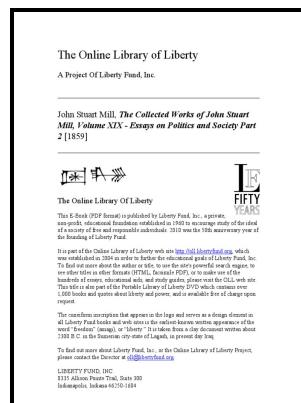 The Online Library of Liberty
A Project Of Liberty Fund, Inc.
John Stuart Mill, The Collected Works of John Stuart
Mill, Volume XIX - Essays on Politics and Society Part
2 [1859]
The Online Library Of Liberty
LF
FIFTY
YEARS
This E-Book (PDF format) is published by Liberty Fund, Inc., a private,
non-profit, educational foundation established in 1960 to encourage study of the ideal
of a society of free and responsible individuals. 2010 was the 50th anniversary year of
the founding of Liberty Fund.
It is part of the Online Library of Liberty web site http://oll.libertyfund.org, which
was established in 2004 in order to further the educational goals of Liberty Fund, Inc.
To find out more about the author or title, to use the site's powerful search engine, to
see other titles in other formats (HTML, facsimile PDF), or to make use of the
hundreds of essays, educational aids, and study guides, please visit the OLL web site.
This title is also part of the Portable Library of Liberty DVD which contains over
1,000 books and quotes about liberty and power, and is available free of charge upon
request.
The cuneiform inscription that appears in the logo and serves as a design element in
all Liberty Fund books and web sites is the earliest-known written appearance of the
word "freedom" (amagi), or "liberty." It is taken from a clay document written about
2300 B.C. in the Sumerian city-state of Lagash, in present day Iraq.
To find out more about Liberty Fund, Inc., or the Online Library of Liberty Project,
please contact the Director at oll@libertyfund.org.
LIBERTY FUND, INC.
8335 Allison Pointe Trail, Suite 300
Indianapolis, Indiana 46250-1684